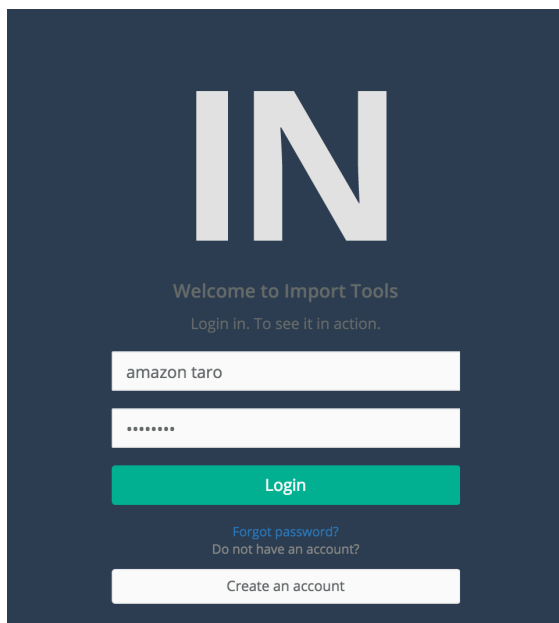 IN
Welcome to Import Tools
Login in. To see it in action.
amazon taro
••••••••
Login
Forgot password?
Do not have an account?
Create an account